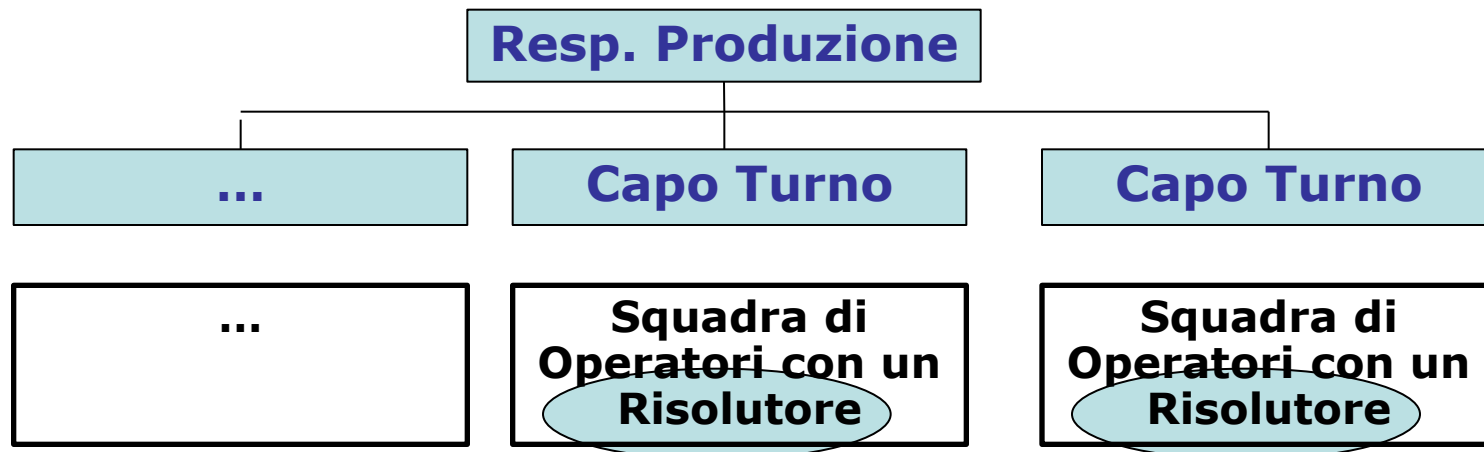 Resp. Produzione
...
Capo Turno
Capo Turno
...
Squadra di
Operatori con un
Risolutore
Squadra di
Operatori con un
Risolutore